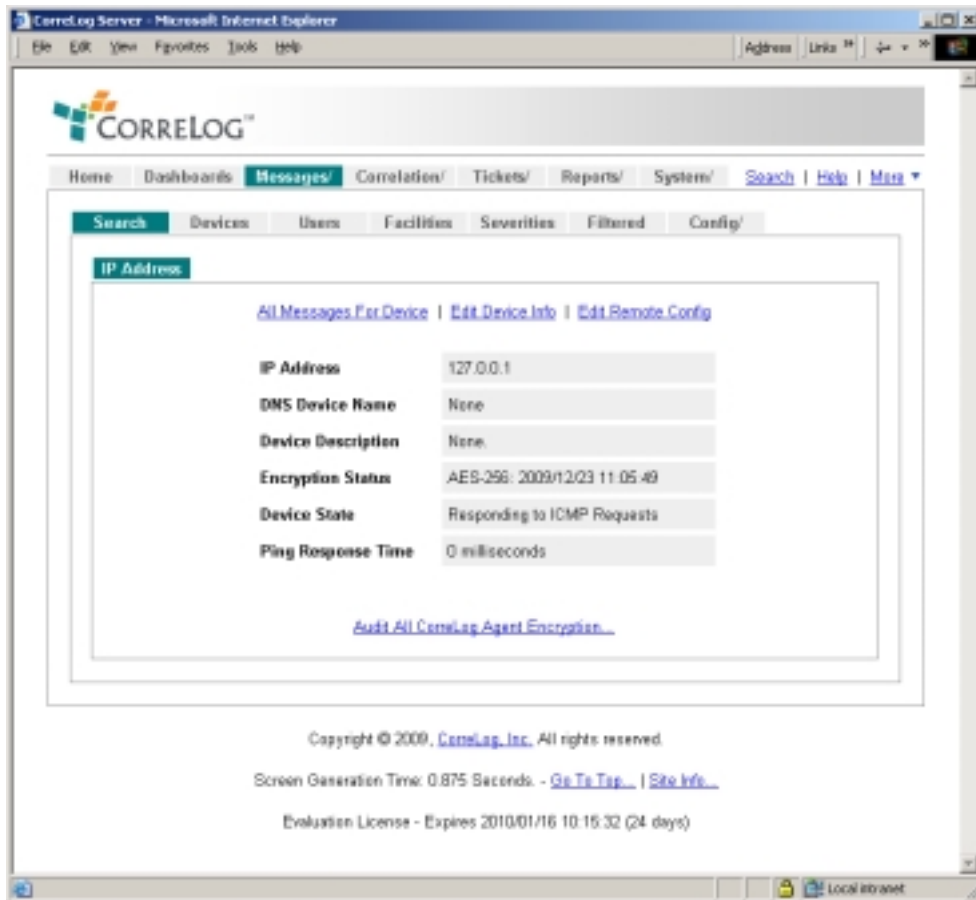 CorreLog Server - Microsoft Internet Explorer
File Edit View Favorites Tools Help Address Links
CORRELOG™
Home Dashboards Messages/ Correlation/ Tickets/ Reports/ System/ Search | Help | More ▼
Search Devices Users Facilities Severities Filtered Config/
IP Address
All Messages For Device | Edit Device Info | Edit Remote Config
IP Address 127.0.0.1
DNS Device Name None
Device Description None.
Encryption Status AES-256: 2009/12/23 11:05:49
Device State Responding to ICMP Requests
Ping Response Time 0 milliseconds
Audit All CorreLog Agent Encryption...
Copyright © 2009, CorreLog, Inc. All rights reserved.
Screen Generation Time: 0.875 Seconds. - Go To Top... | Site Info...
Evaluation License - Expires 2010/01/16 10:15:32 (24 days)
Local intranet